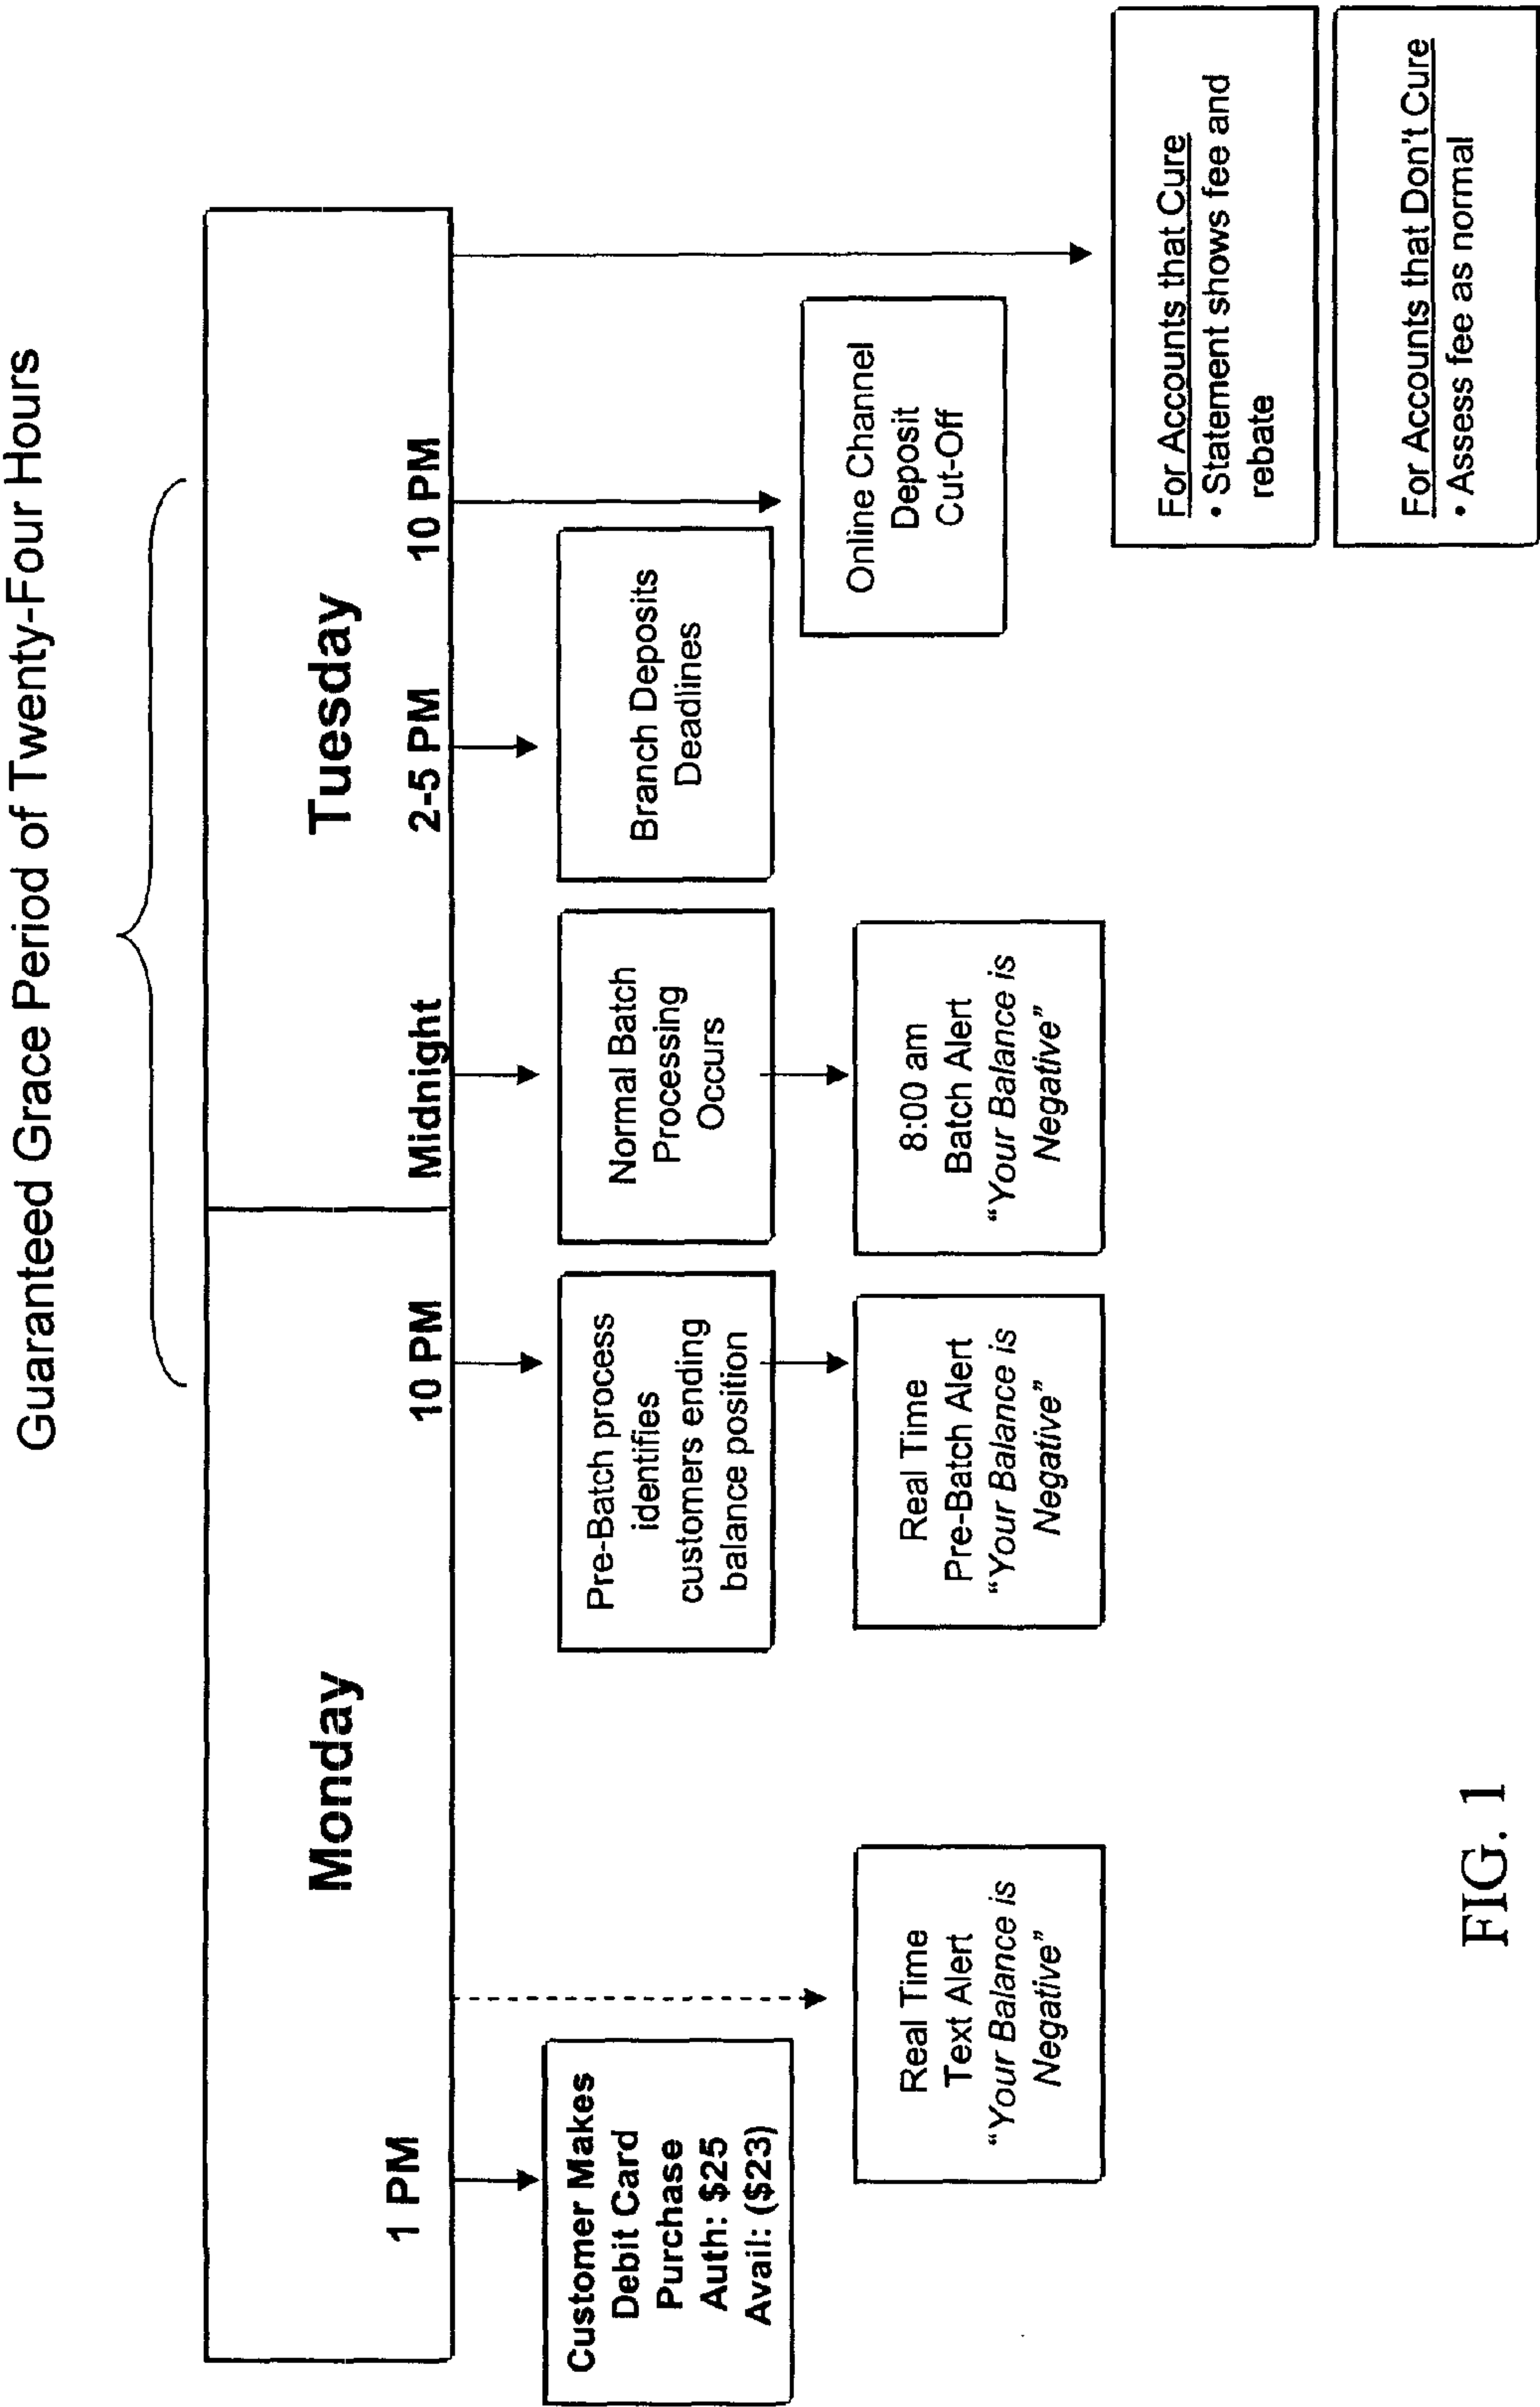 Guaranteed Grace Period of Twenty-Four Hours
Monday
Tuesday
1 PM
10 PM
Midnight
2-5 PM
10 PM
Customer Makes
Debit Card
Purchase
Auth: $25
Avail: ($23)
Real Time
Text Alert
“Your Balance is
Negative”
Pre-Batch process
identifies
customers ending
balance position
Real Time
Pre-Batch Alert
“Your Balance is
Negative”
Normal Batch
Processing
Occurs
8:00 am
Batch Alert
“Your Balance is
Negative”
Branch Deposits
Deadlines
Online Channel
Deposit
Cut-Off
For Accounts that Cure
• Statement shows fee and
rebate
For Accounts that Don't Cure
• Assess fee as normal
FIG. 1